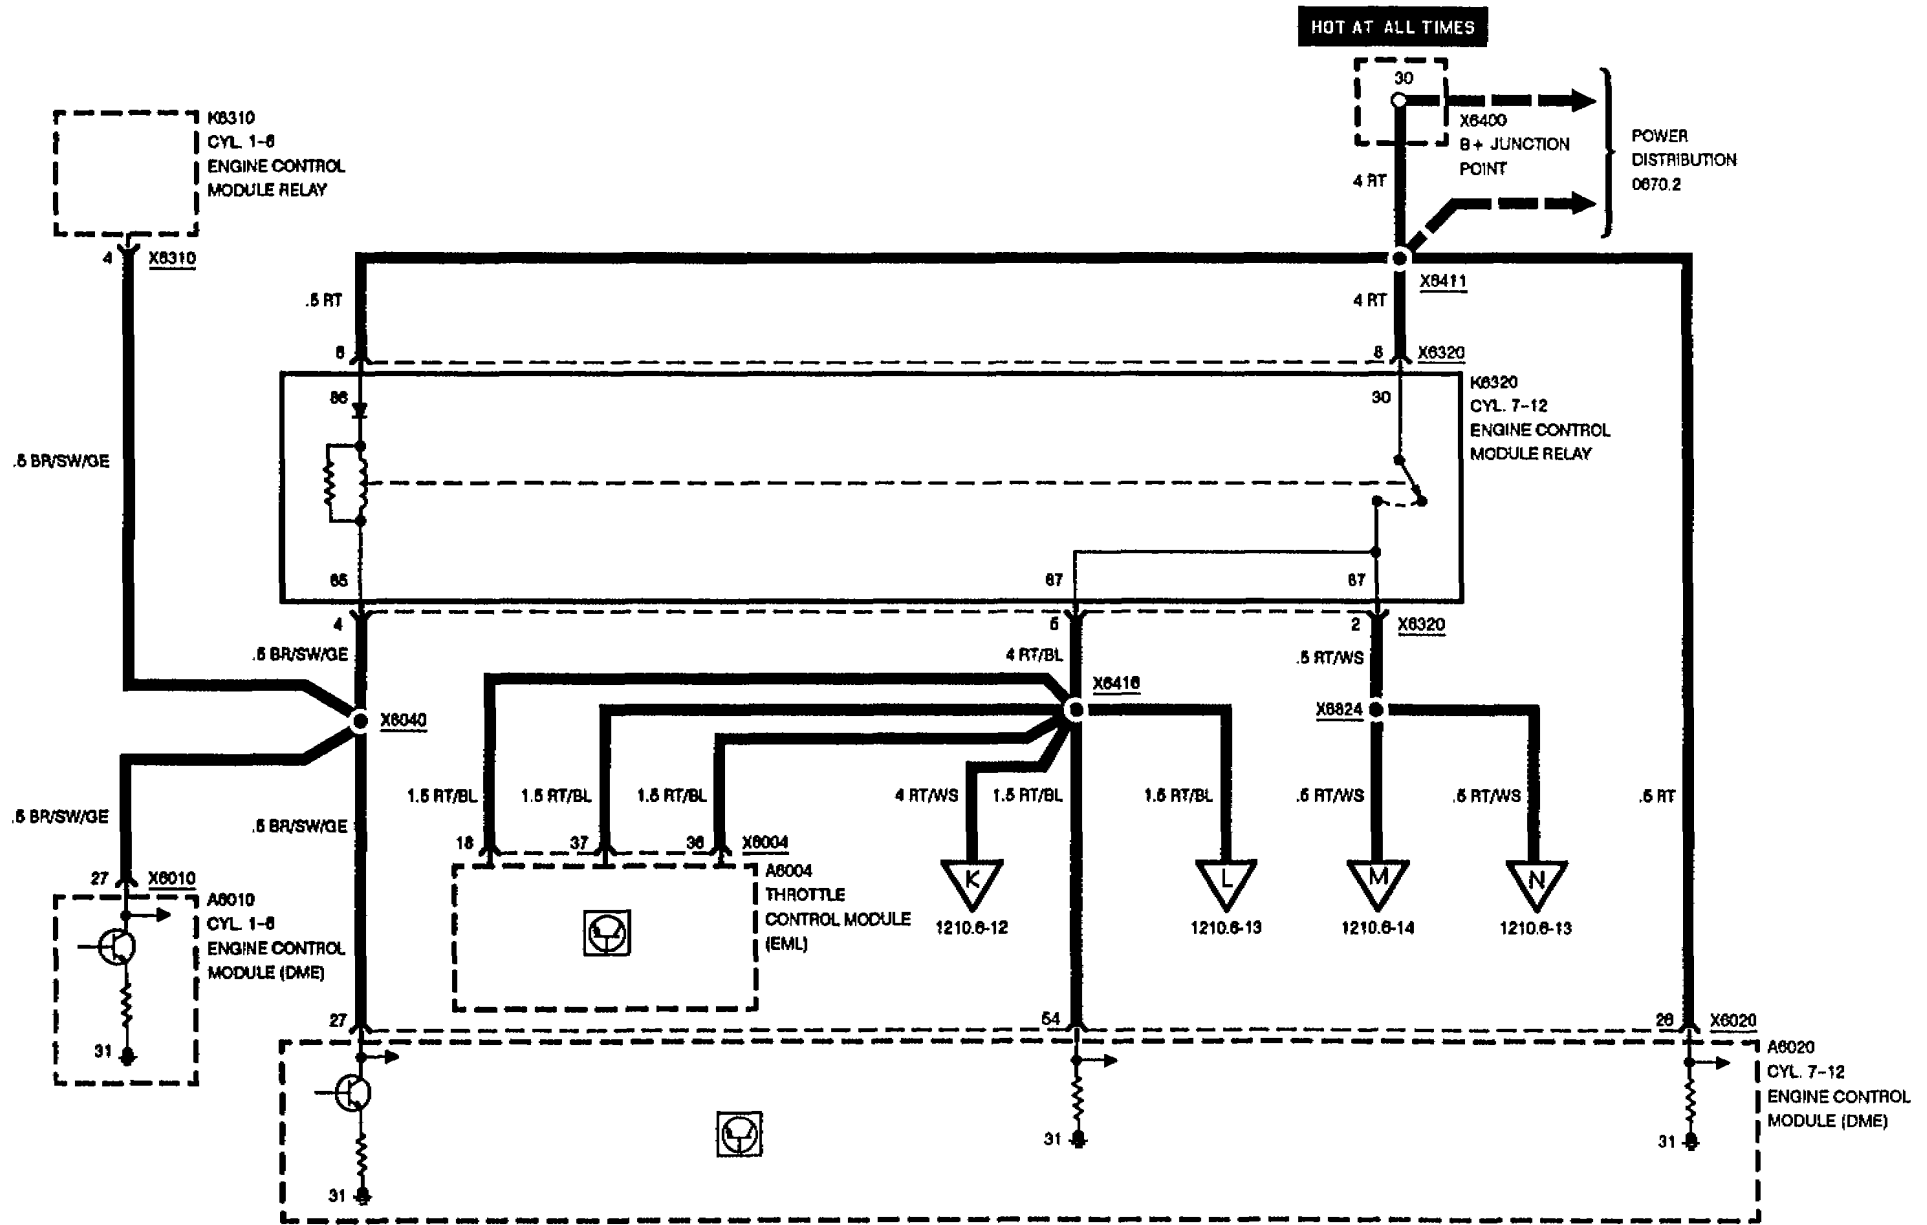 HOT AT ALL TIMES
30
X6400
B+ JUNCTION
POINT
POWER
DISTRIBUTION
0670.2
4 RT
K6310
CYL. 1-6
ENGINE CONTROL
MODULE RELAY
4
X6310
X6411
.5 RT
4 RT
6
8
X6320
K6320
CYL. 7-12
ENGINE CONTROL
MODULE RELAY
86
30
.5 BR/SW/GE
85
87
87
4
5
2
X6320
.5 BR/SW/GE
4 RT/BL
.5 RT/WS
X6416
X6824
X6040
1.5 RT/BL
1.5 RT/BL
1.5 RT/BL
4 RT/WS
1.5 RT/BL
1.5 RT/BL
.5 RT/WS
.5 RT/WS
.5 RT
.5 BR/SW/GE
.5 BR/SW/GE
18
37
36
X6004
A6004
THROTTLE
CONTROL MODULE
(EML)
K
L
M
N
1210.6-12
1210.6-13
1210.6-14
1210.6-13
27
X6010
A6010
CYL. 1-6
ENGINE CONTROL
MODULE (DME)
31
27
54
26
X6020
A6020
CYL. 7-12
ENGINE CONTROL
MODULE (DME)
31
31
31